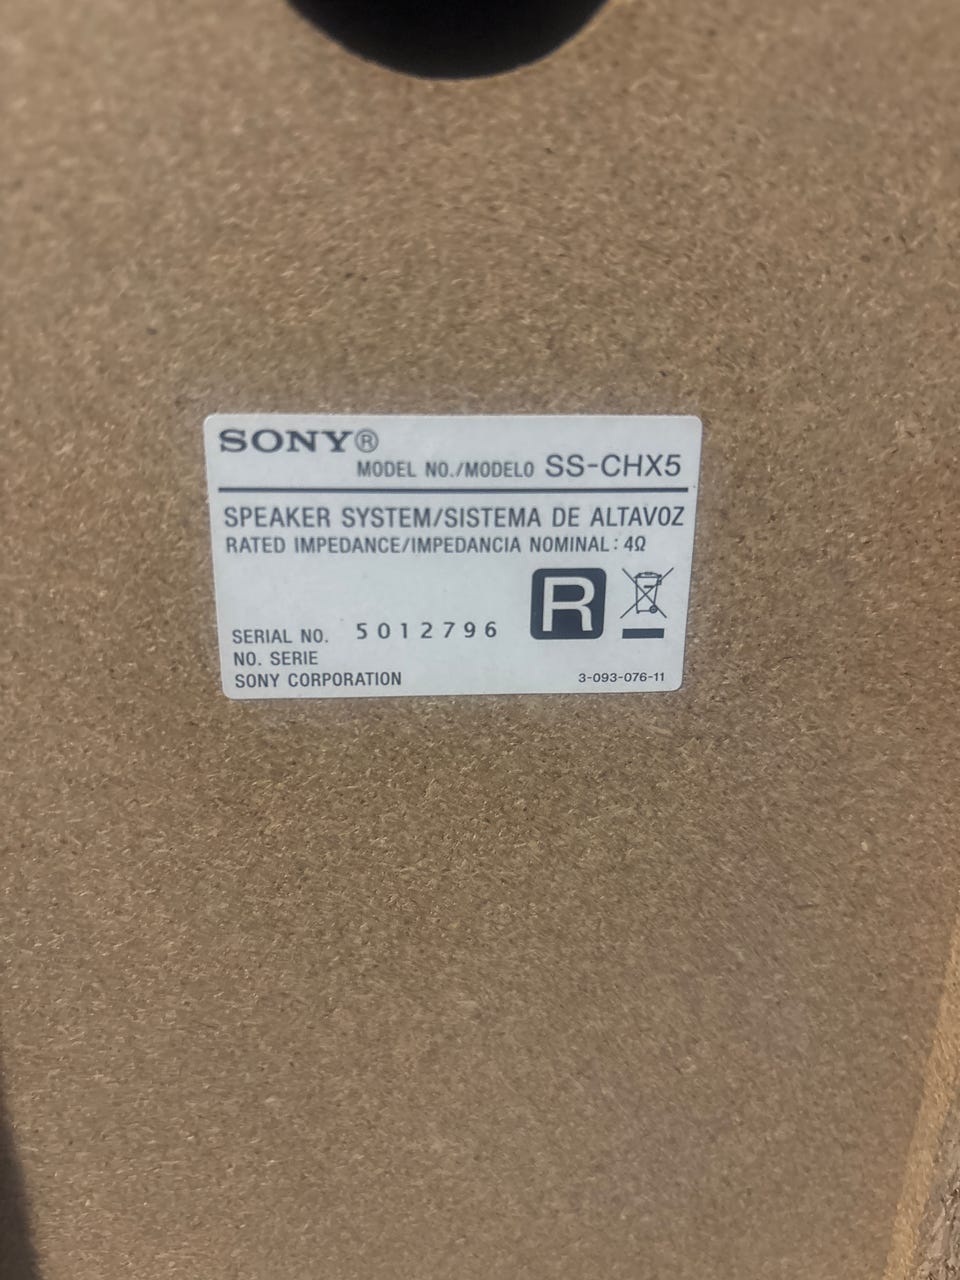 SONY®
MODEL NO./MODELO SS-CHX5
SPEAKER SYSTEM/SISTEMA DE ALTAVOZ
RATED IMPEDANCE/IMPEDANCIA NOMINAL: 4Ω
R
SERIAL NO. 5012796
NO. SERIE
SONY CORPORATION 3-093-076-11